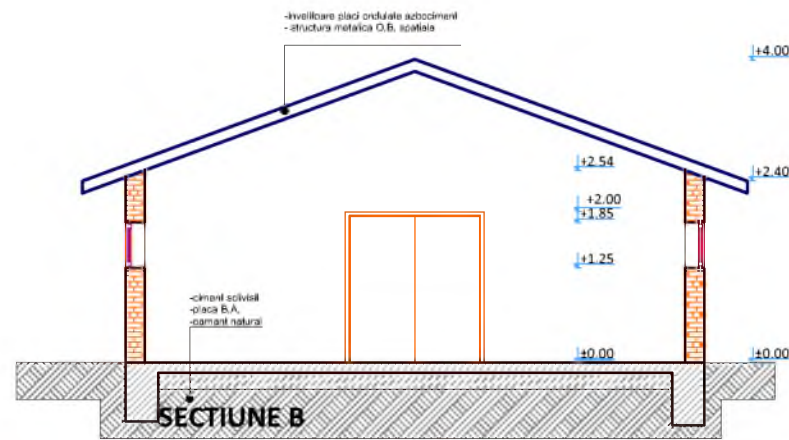 -invelitoare placi ondulate azbociment
- structura metalica O.B. spatiala
+4.00
+2.54
+2.40
+2.00
+1.85
+1.25
-ciment sclivisit
-placa B.A.
-pamant natural
±0.00
±0.00
SECTIUNE B